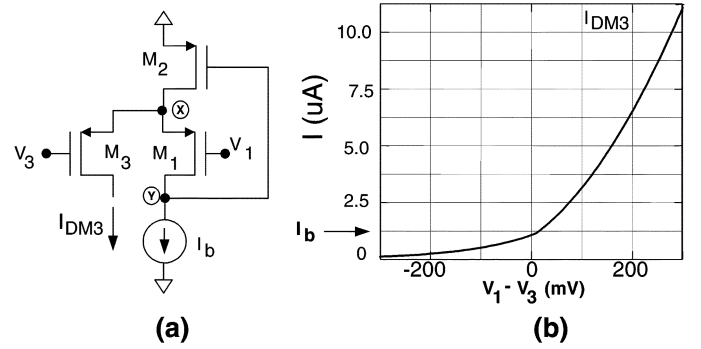 M2
X
V3
M3
M1
V1
Y
IDM3
Ib
(a)
IDM3
10.0
7.5
5.0
2.5
0
I (uA)
Ib
-200
0
200
V1 - V3 (mV)
(b)